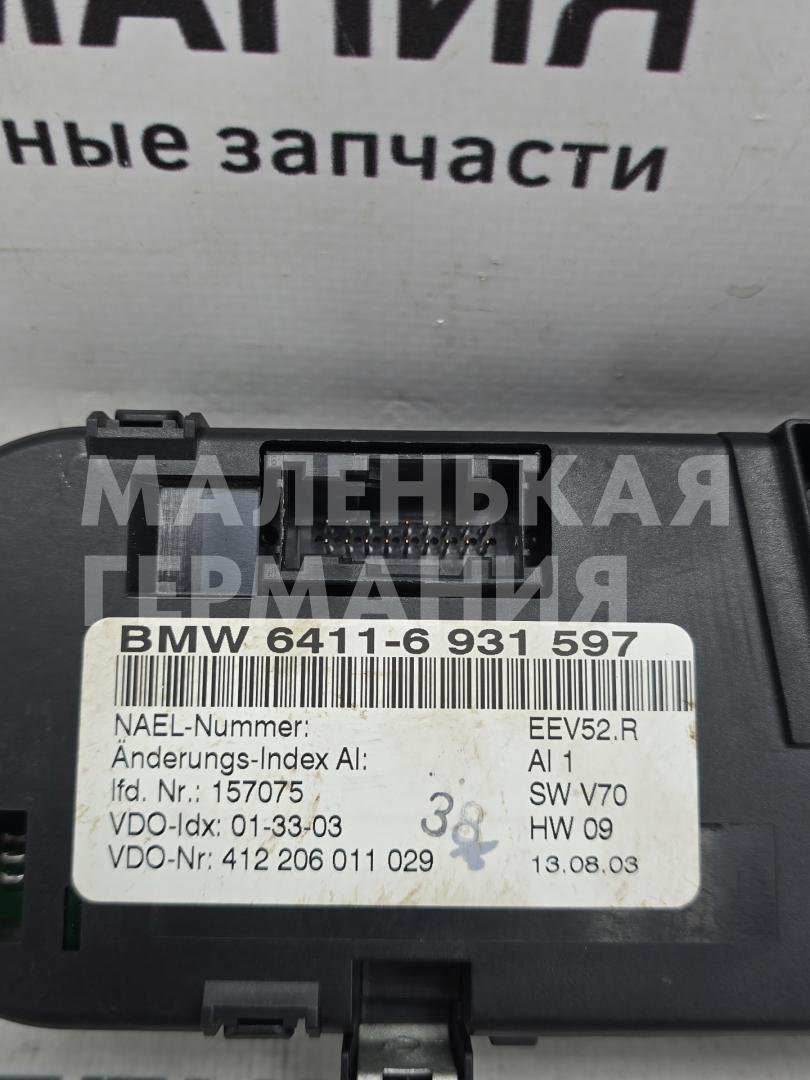 МАНИЯ
ные запчасти
МАЛЕНЬКАЯ
ГЕРМАНИЯ
BMW 6411-6 931 597
NAEL-Nummer: EEV52.R
Änderungs-Index AI: AI 1
lfd. Nr.: 157075 SW V70
VDO-Idx: 01-33-03 HW 09
VDO-Nr: 412 206 011 029 13.08.03
38